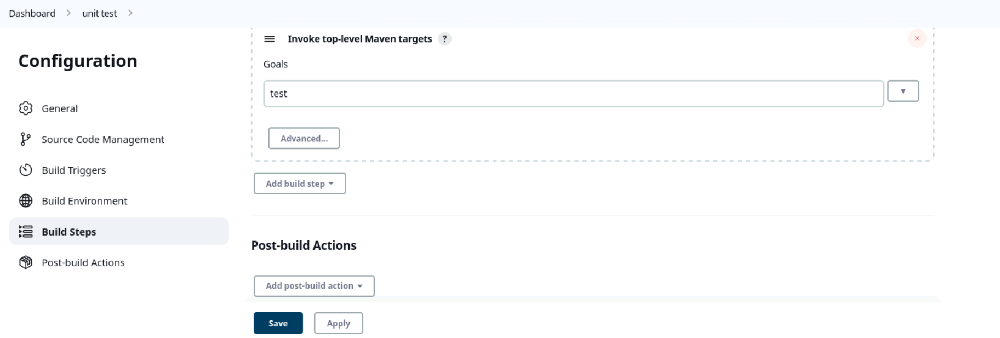 Dashboard > unit test >
Configuration
General
Source Code Management
Build Triggers
Build Environment
Build Steps
Post-build Actions
Invoke top-level Maven targets ?
Goals
test
Advanced...
Add build step
Post-build Actions
Add post-build action
Save Apply